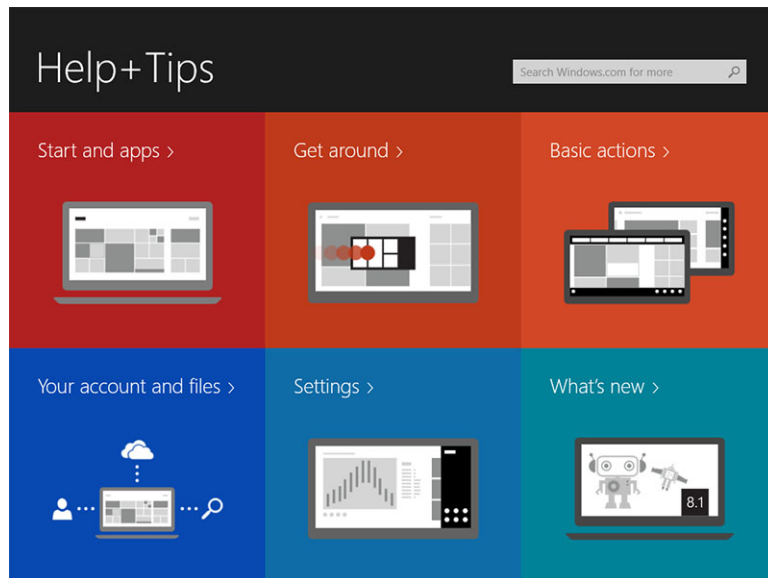 Help+Tips
Search Windows.com for more
Start and apps >
Get around >
Basic actions >
Your account and files >
Settings >
What's new >
8.1